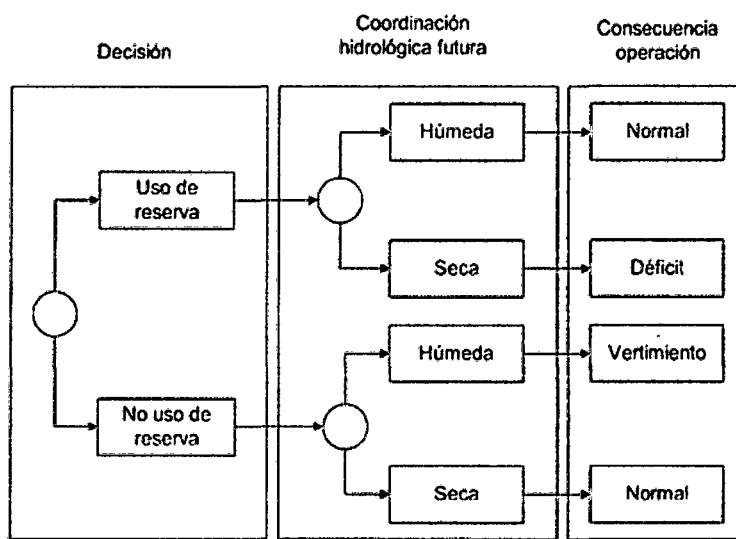 Decisión
Coordinación
hidrológica futura
Consecuencia
operación
Uso de
reserva
Húmeda
Normal
Seca
Déficit
Húmeda
Vertimiento
No uso de
reserva
Seca
Normal